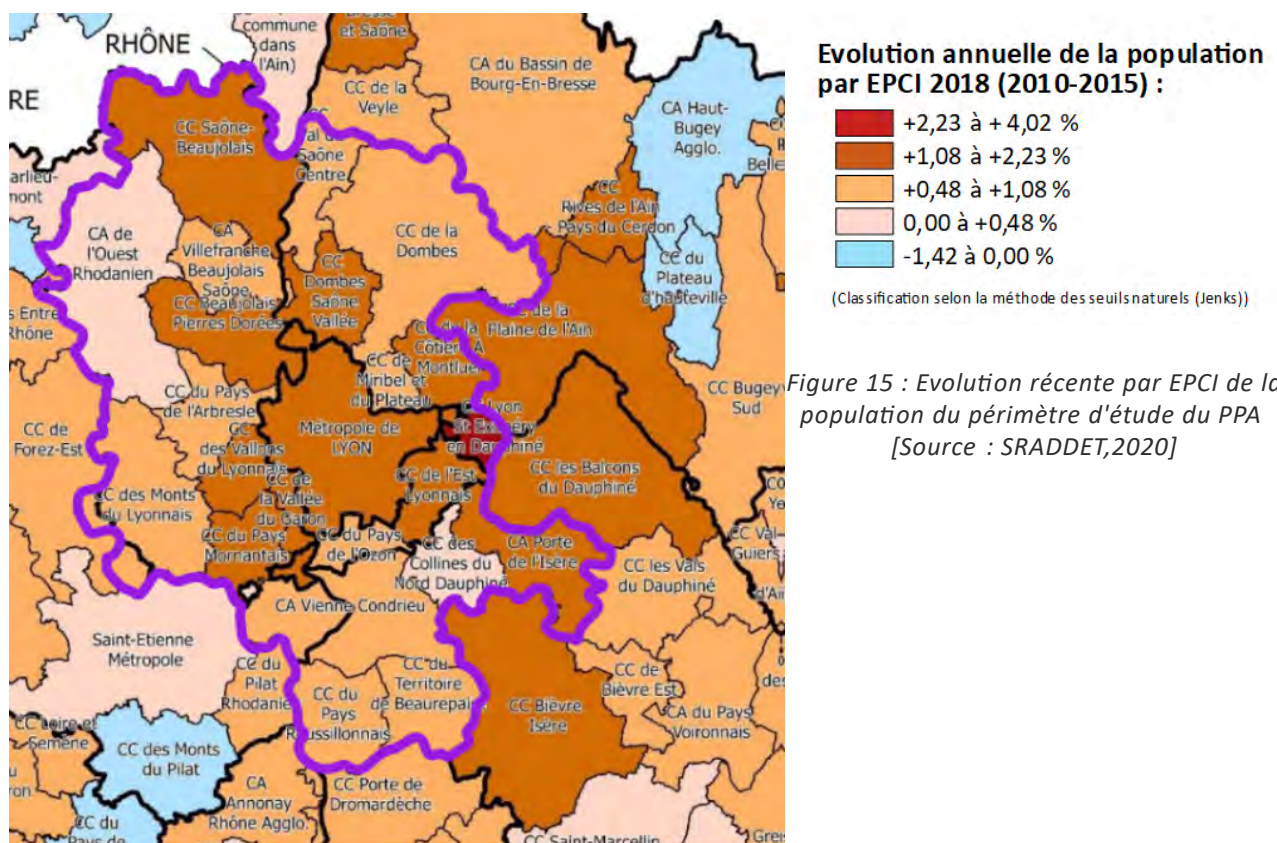 RHÔNE
commune
dans
l'Ain)
et Saône
CC de la
Veyle
CA du Bassin de
Bourg-En-Bresse
CA Haut-
Bugey
Agglo.
RE
CC Saône-
Beaujolais
Saône
Centre
CC
Rives de l'Ain
Pays du Cerdon
CA de
l'Ouest
Rhodanien
CA
Villefranche
Beaujolais
Saône
CC de la
Dombes
CC
Dombes
Saône
Vallée
CC du
Plateau
d'hauteville
CC Beaujolais
Pierres Dorées
de la
Plaine de l'Ain
s Entre
Rhône
CC du la
Côtière A
Montluel
CC de
Miribel et
du Plateau
CC du Pays
de l'Arbresle
CC Bugey
Sud
CC de
Forez-Est
CC
des Vallons
du Lyonnais
Métropole de
LYON
CC Lyon
St Exupéry
en Dauphiné
CC les Balcons
du Dauphiné
CC de l'Est
Lyonnais
CC des Monts
du Lyonnais
CC de
la Vallée
du Garon
CC du Pays
Mornantais
CC du Pays
de l'Ozon
CC des
Collines du
Nord Dauphiné
CA Porte
de l'Isère
CC les Vals
du Dauphiné
CC Val
Guiers
CA Vienne Condrieu
Saint-Etienne
Métropole
CC du
Pilat
Rhodanie
CC du
Pays
Roussillonnais
CC du
Territoire
de Beaurepaire
CC Bièvre
Isère
CC de
Bièvre Est
CA du Pays
Voironnais
CC Loire et
Semène
CC des Monts
du Pilat
CA
Annonay
Rhône Agglo.
CC Porte de
Dromardèche
CC du
Pays de
CC Saint-Marcellin
Evolution annuelle de la population
par EPCI 2018 (2010-2015) :
+2,23 à + 4,02 %
+1,08 à +2,23 %
+0,48 à +1,08 %
0,00 à +0,48 %
-1,42 à 0,00 %
(Classification selon la méthode des seuils naturels (Jenks))
Figure 15 : Evolution récente par EPCI de la
population du périmètre d'étude du PPA
[Source : SRADDET,2020]